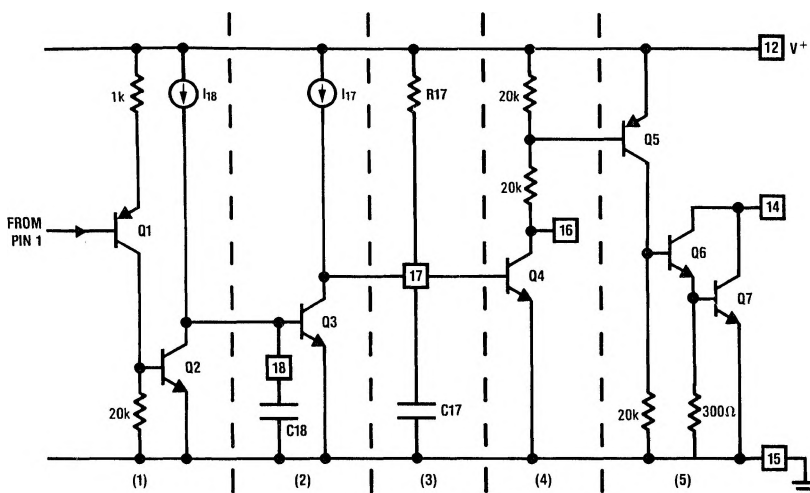 12 V+
1k
I18
I17
R17
20k
Q5
20k
14
FROM
PIN 1
Q1
16
Q6
17
Q4
Q7
Q3
18
Q2
20k
C18
C17
20k
300Ω
15
(1) (2) (3) (4) (5)